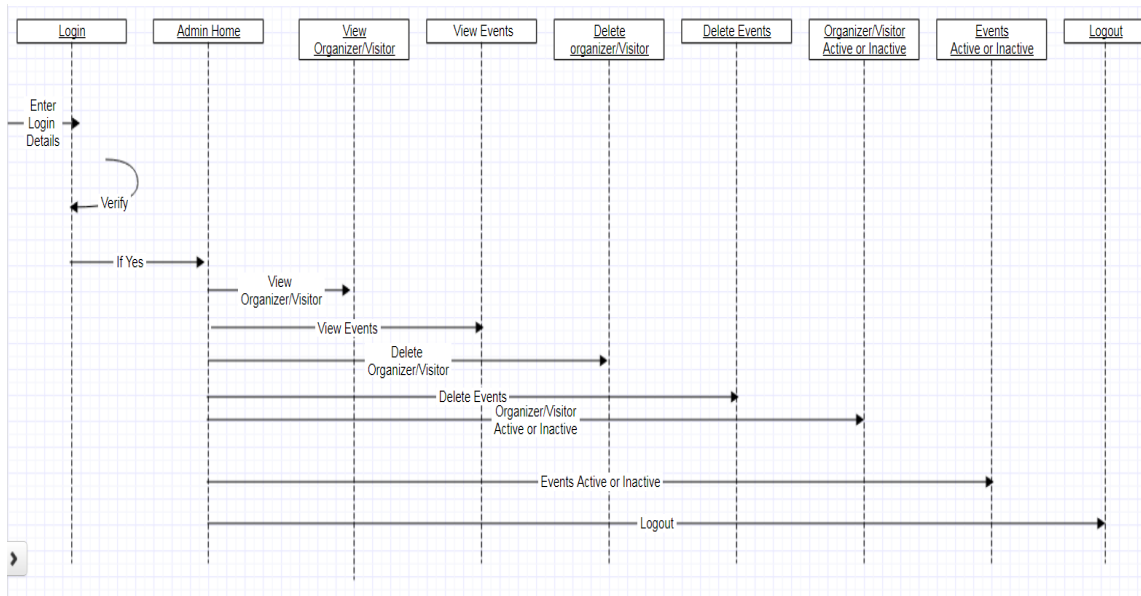 Login
Admin Home
View
Organizer/Visitor
View Events
Delete
organizer/Visitor
Delete Events
Organizer/Visitor
Active or Inactive
Events
Active or Inactive
Logout
Enter
Login
Details
Verify
If Yes
View
Organizer/Visitor
View Events
Delete
Organizer/Visitor
Delete Events
Organizer/Visitor
Active or Inactive
Events Active or Inactive
Logout